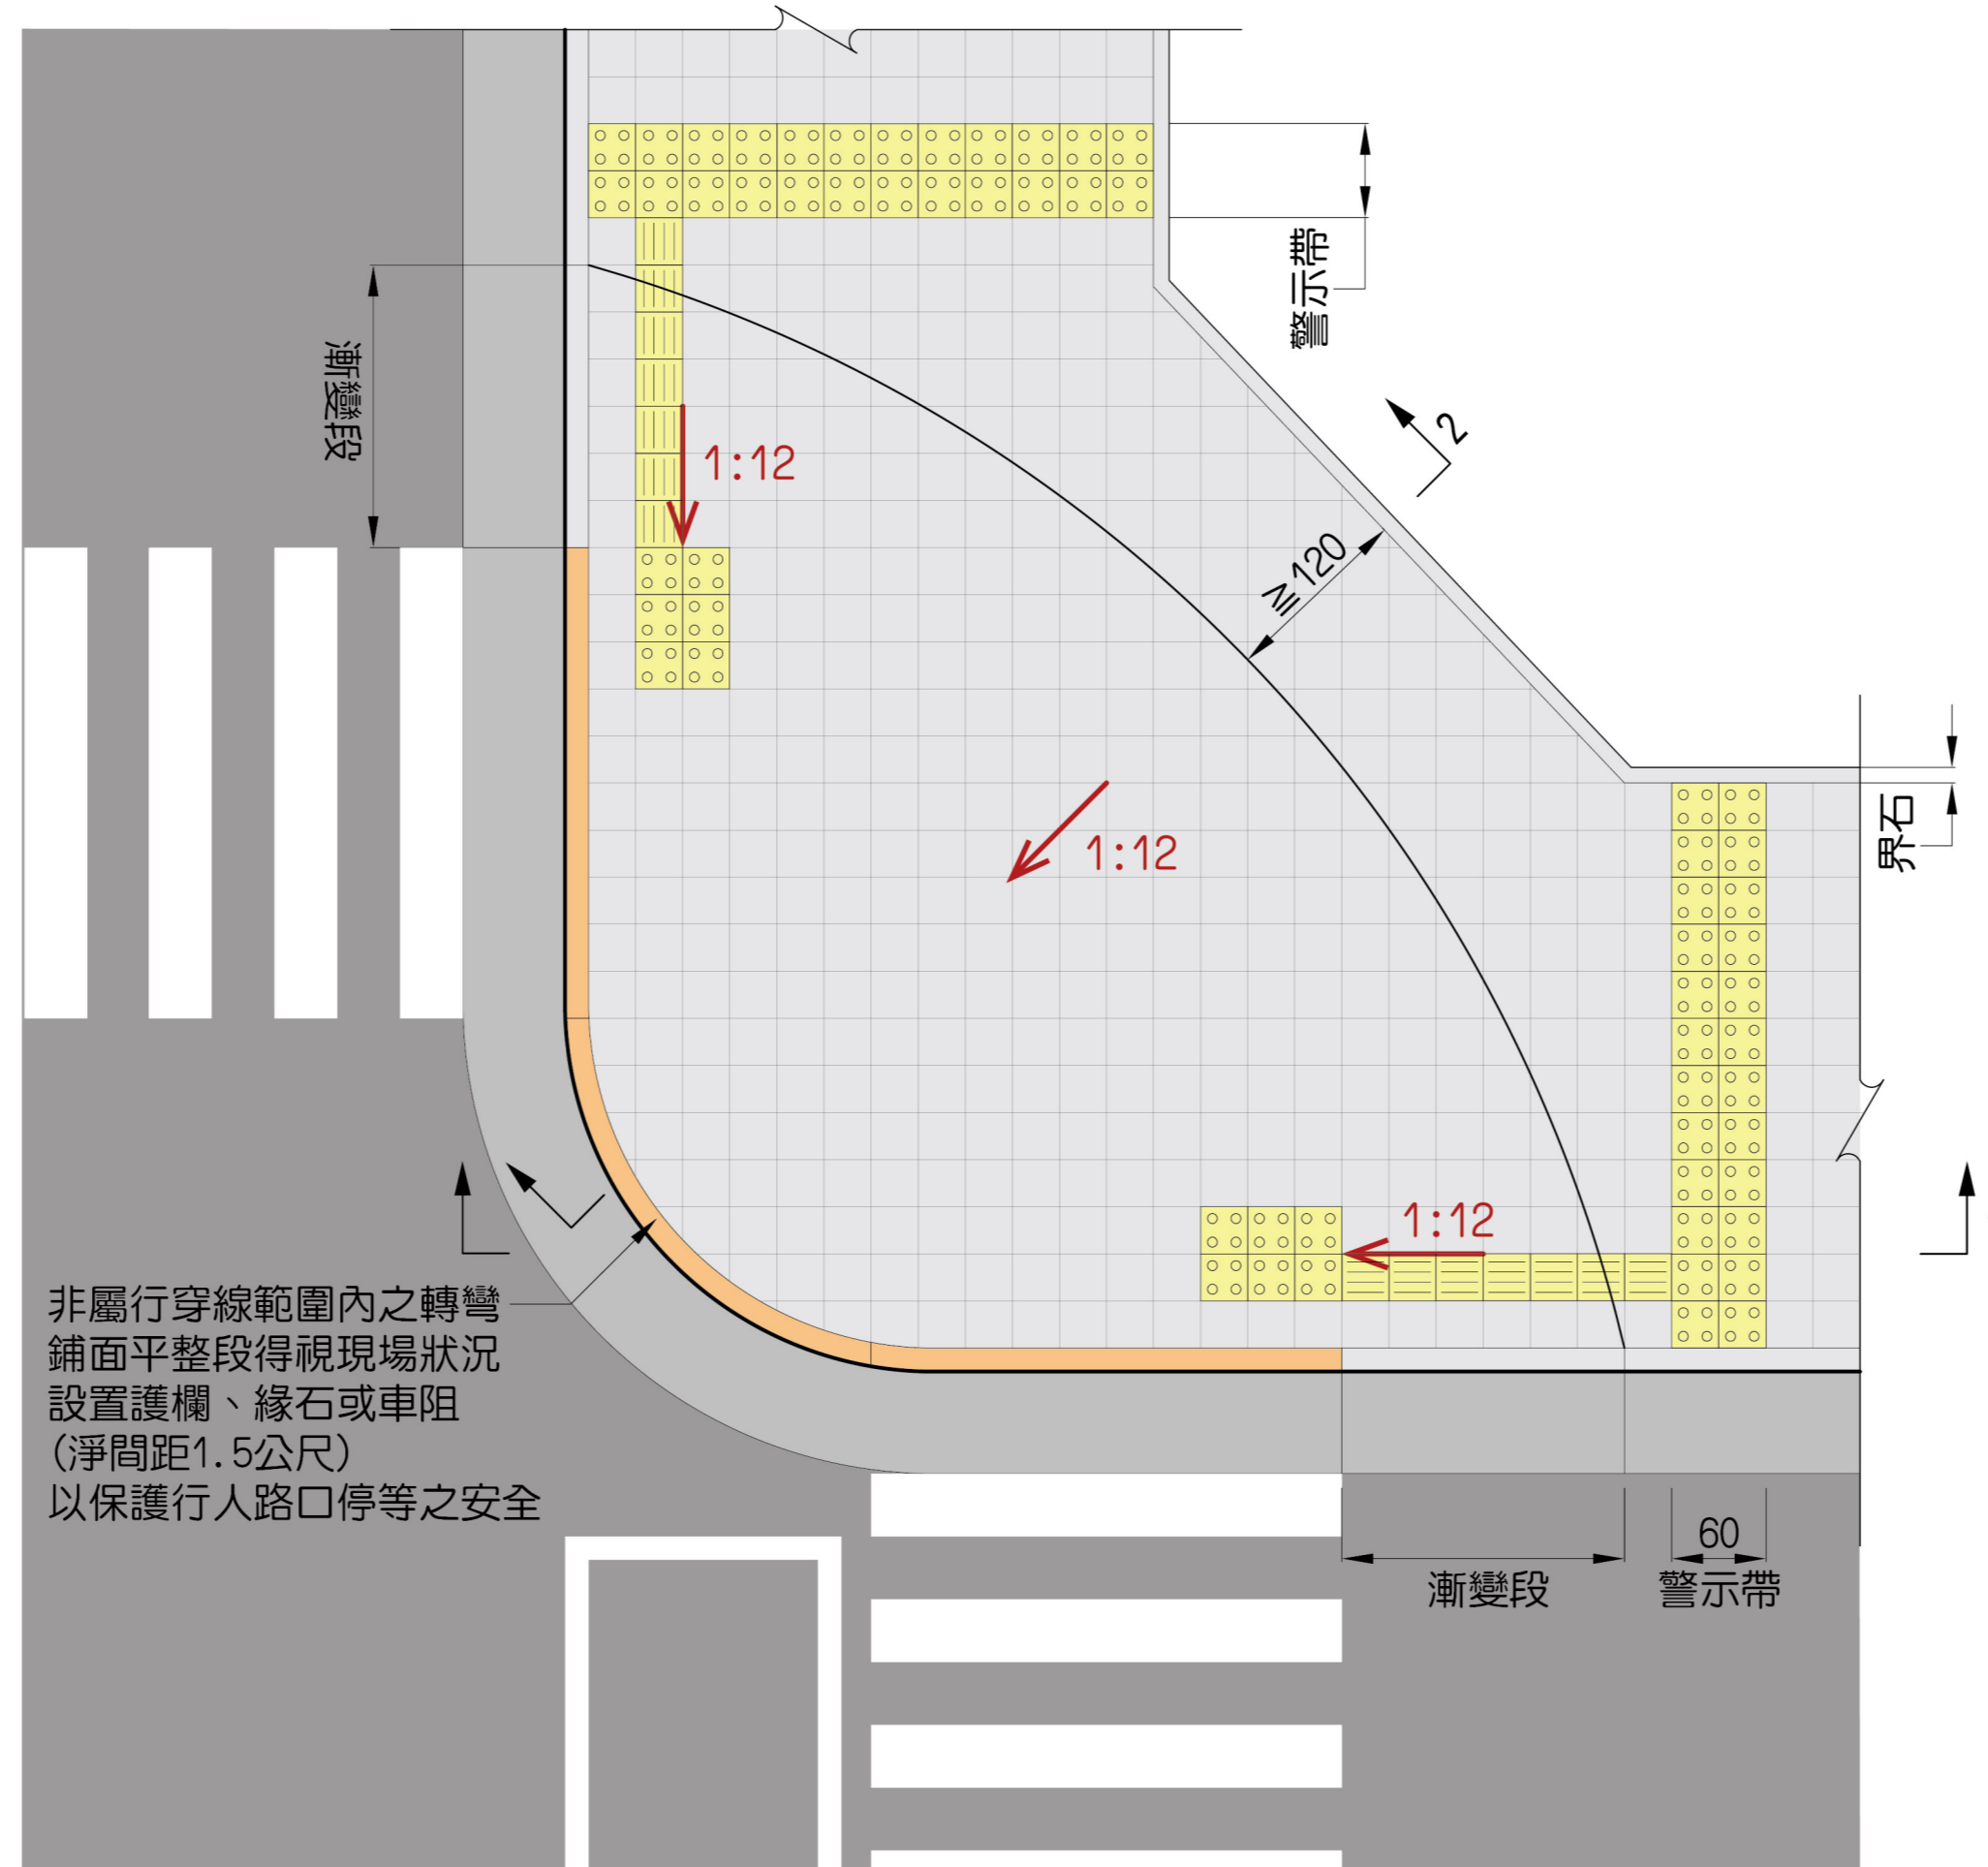 警示帶
漸變段
1:12
2
≧120
界石
1:12
1:12
非屬行穿線範圍內之轉彎
鋪面平整段得視現場狀況
設置護欄、緣石或車阻
(淨間距1.5公尺)
以保護行人路口停等之安全
60
漸變段
警示帶